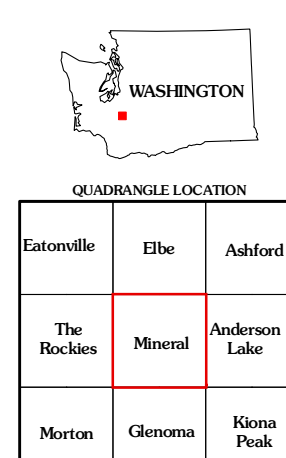 WASHINGTON
QUADRANGLE LOCATION
Eatonville
Elbe
Ashford
The
Rockies
Mineral
Anderson
Lake
Morton
Glenoma
Kiona
Peak